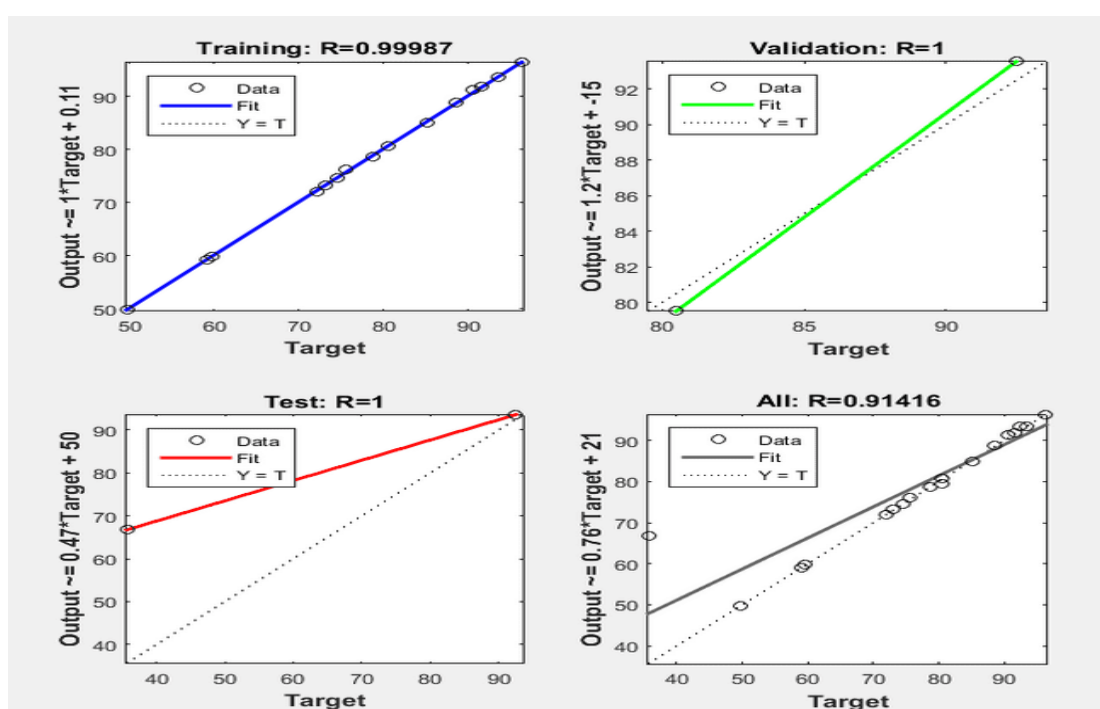 Training: R=0.99987
Output ~= 1*Target + 0.11
Data
Fit
Y = T
90
80
70
60
50
50 60 70 80 90
Target
Validation: R=1
Output ~= 1.2*Target + -15
Data
Fit
Y = T
92
90
88
86
84
82
80
80 85 90
Target
Test: R=1
Output ~= 0.47*Target + 50
Data
Fit
Y = T
90
80
70
60
50
40
40 50 60 70 80 90
Target
All: R=0.91416
Output ~= 0.76*Target + 21
Data
Fit
Y = T
90
80
70
60
50
40
40 50 60 70 80 90
Target